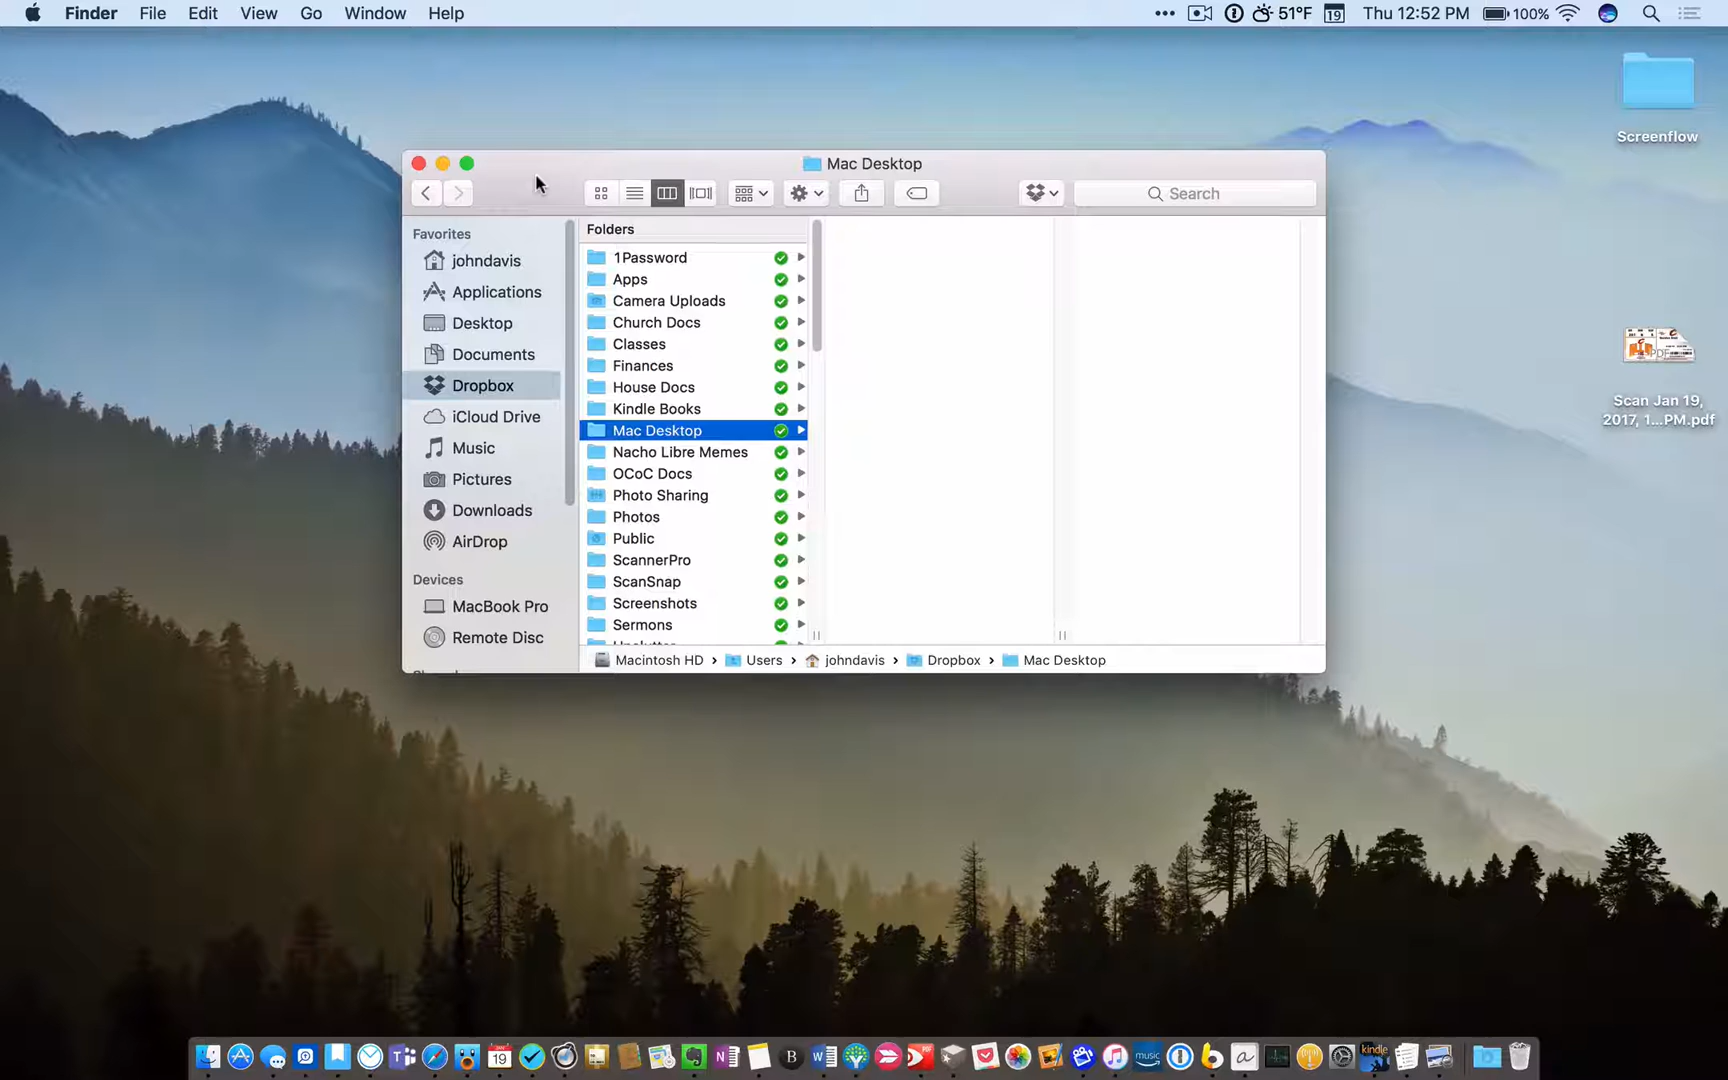 Finder File Edit View Go Window Help
51°F 19 Thu 12:52 PM 100%
Screenflow
Mac Desktop
Search
Favorites
johndavis
Applications
Desktop
Documents
Dropbox
iCloud Drive
Music
Pictures
Downloads
AirDrop
Devices
MacBook Pro
Remote Disc
Folders
1Password
Apps
Camera Uploads
Church Docs
Classes
Finances
House Docs
Kindle Books
Mac Desktop
Nacho Libre Memes
OCoC Docs
Photo Sharing
Photos
Public
ScannerPro
ScanSnap
Screenshots
Sermons
Macintosh HD › Users › johndavis › Dropbox › Mac Desktop
Scan Jan 19,
2017, 1...PM.pdf
music
kindle